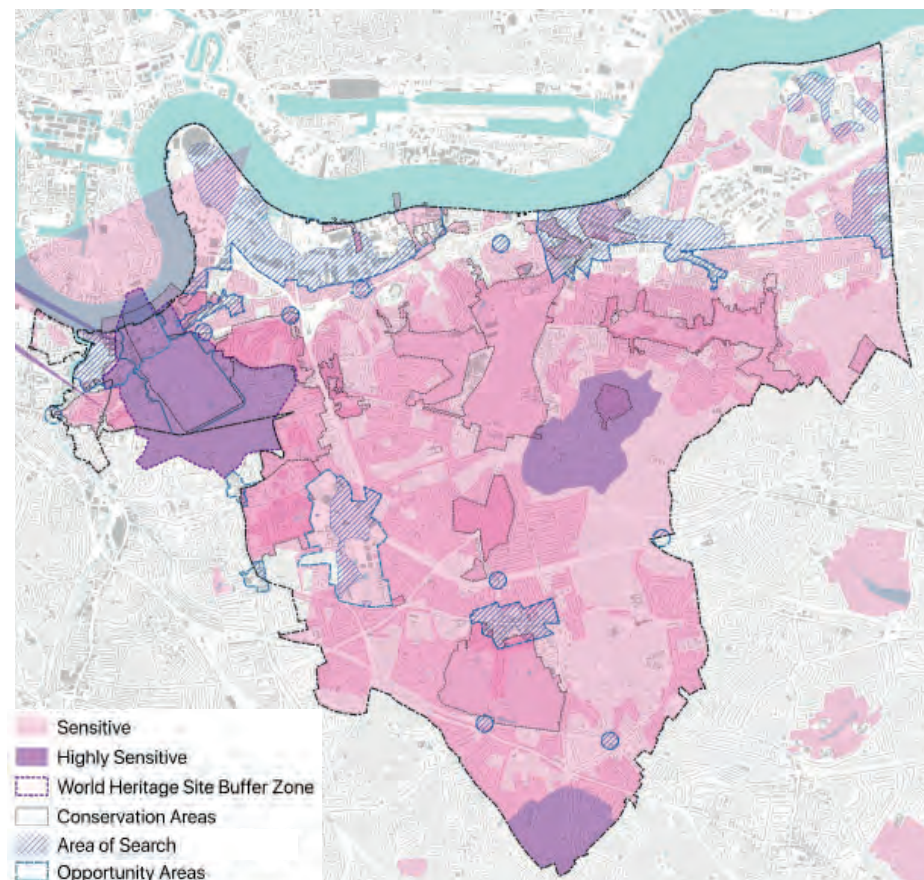 Sensitive
Highly Sensitive
World Heritage Site Buffer Zone
Conservation Areas
Area of Search
Opportunity Areas